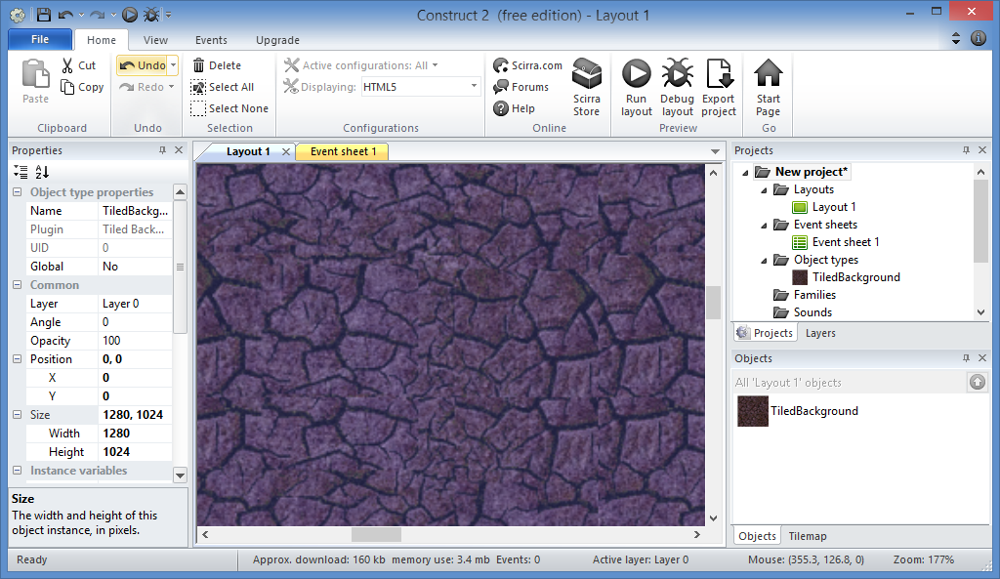 Construct 2  (free edition) - Layout 1
File Home View Events Upgrade
Paste Cut Copy
Clipboard
Undo Redo
Undo
Delete
Select All
Select None
Selection
Active configurations: All
Displaying: HTML5
Configurations
Scirra.com
Forums
Help
Scirra Store
Online
Run layout
Debug layout
Export project
Preview
Start Page
Go
Properties
Object type properties
Name TiledBackg...
Plugin Tiled Back...
UID 0
Global No
Common
Layer Layer 0
Angle 0
Opacity 100
Position 0, 0
X 0
Y 0
Size 1280, 1024
Width 1280
Height 1024
Instance variables
Size
The width and height of this
object instance, in pixels.
Layout 1 Event sheet 1
Projects
New project*
Layouts
Layout 1
Event sheets
Event sheet 1
Object types
TiledBackground
Families
Sounds
Projects Layers
Objects
All 'Layout 1' objects
TiledBackground
Objects Tilemap
Ready Approx. download: 160 kb  memory use: 3.4 mb  Events: 0 Active layer: Layer 0 Mouse: (355.3, 126.8, 0) Zoom: 177%